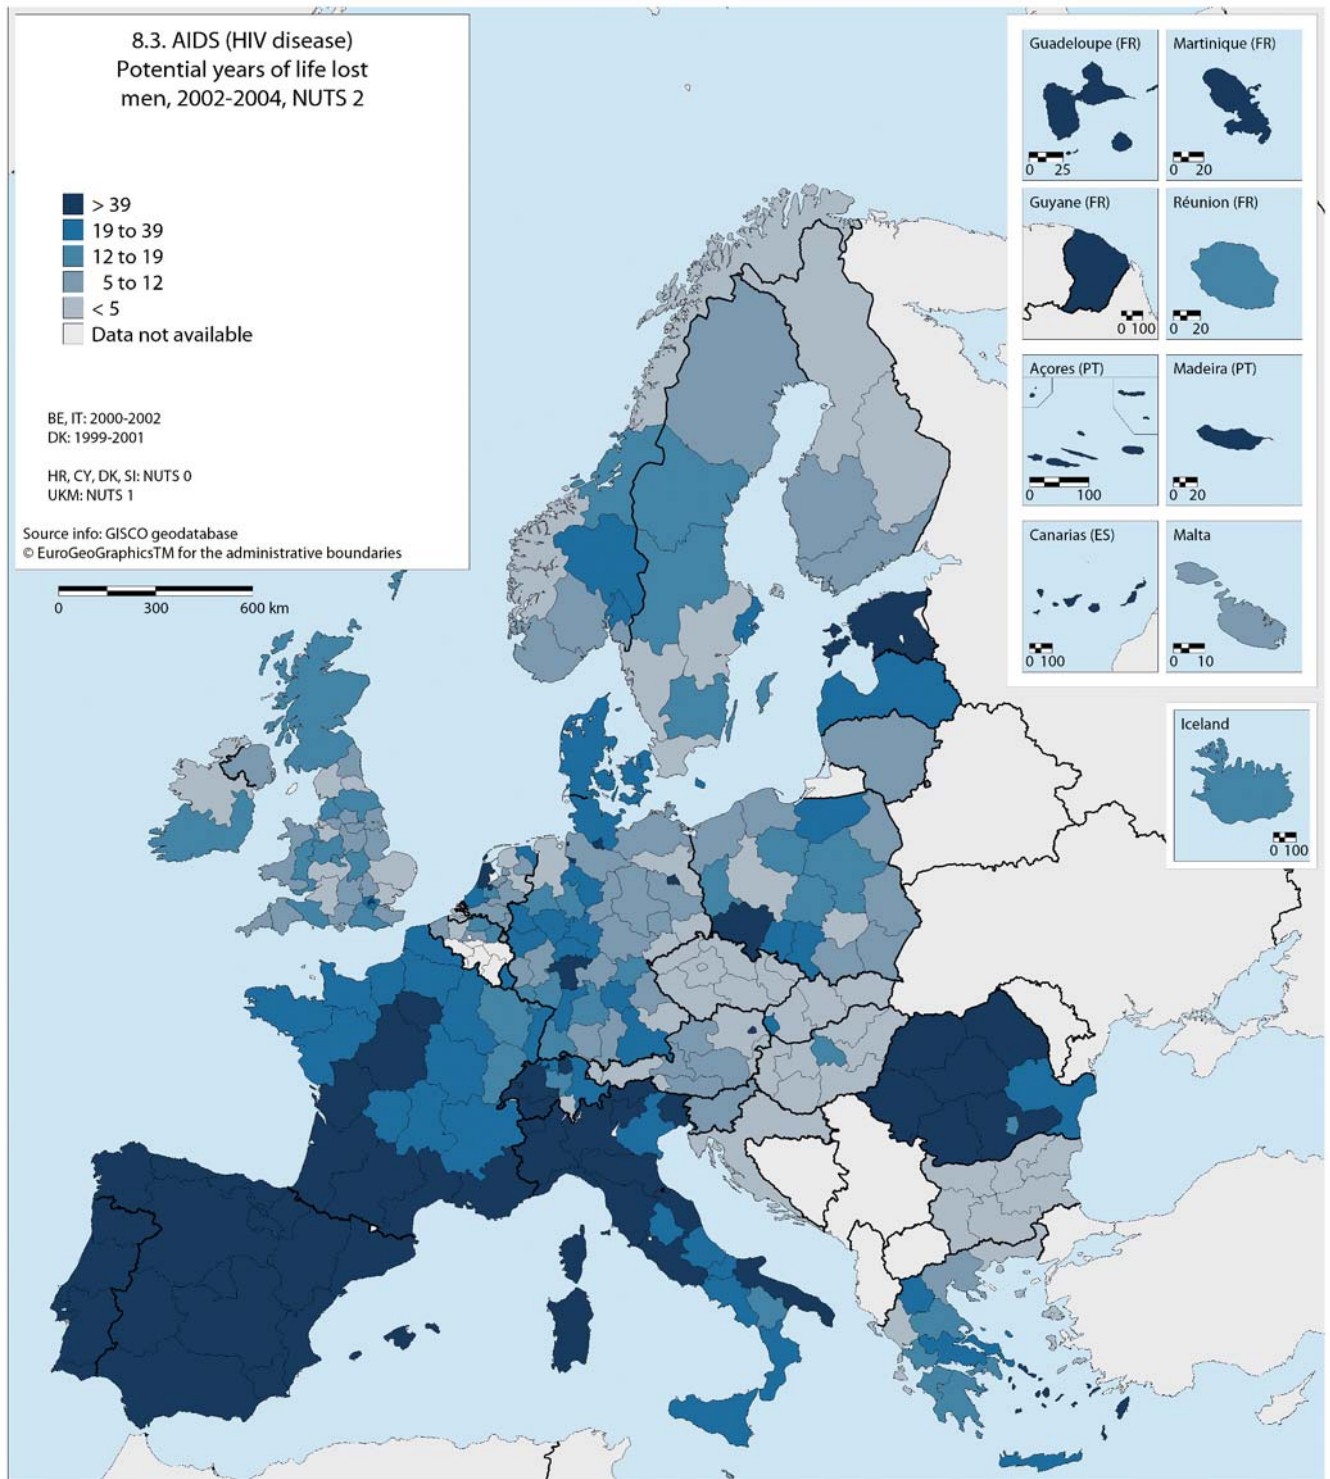 8.3. AIDS (HIV disease)
Potential years of life lost
men, 2002-2004, NUTS 2
> 39
19 to 39
12 to 19
5 to 12
< 5
Data not available
BE, IT: 2000-2002
DK: 1999-2001
HR, CY, DK, SI: NUTS 0
UKM: NUTS 1
Source info: GISCO geodatabase
© EuroGeoGraphicsTM for the administrative boundaries
0 300 600 km
Guadeloupe (FR)
0 25
Martinique (FR)
0 20
Guyane (FR)
0 100
Réunion (FR)
0 20
Açores (PT)
0 100
Madeira (PT)
0 20
Canarias (ES)
0 100
Malta
0 10
Iceland
0 100